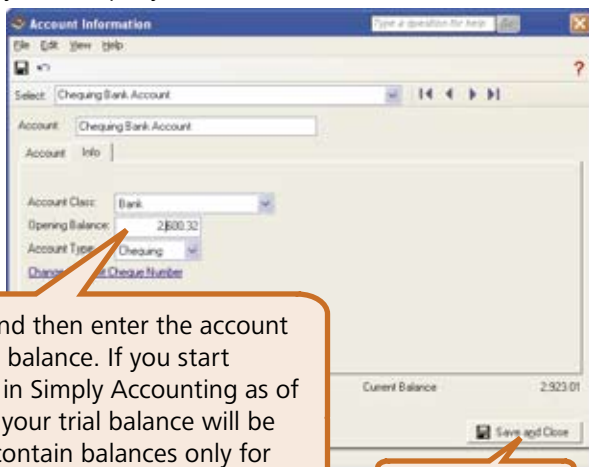 Account Information
Type a question for help
File Edit View Help
?
Select: Chequing Bank Account
Account: Chequing Bank Account
Account Info
Account Class: Bank
Opening Balance: 2,600.32
Account Type: Chequing
Cheque Number
nd then enter the account
balance. If you start
in Simply Accounting as of
your trial balance will be
contain balances only for
Current Balance 2,923.01
Save and Close